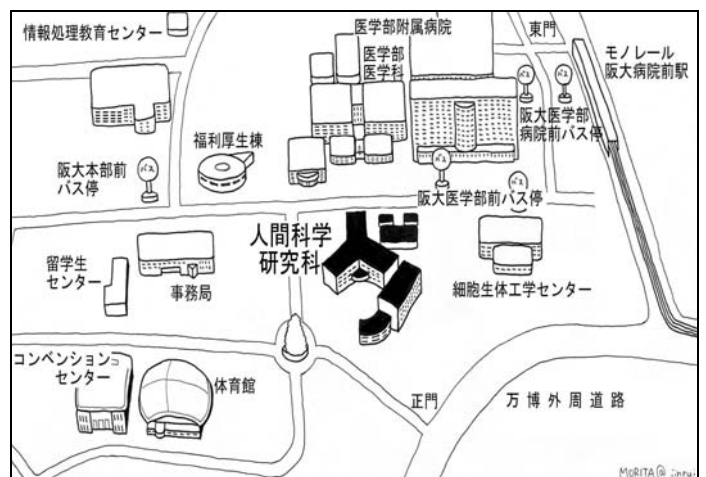 情報処理教育センター
医学部附属病院
東門
モノレール
阪大病院前駅
医学部
医学科
福利厚生棟
阪大医学部
病院前バス停
バス
バス
阪大本部前
バス停
バス
バス
阪大医学部前バス停
バス
人間科学
研究科
留学生
センター
事務局
細胞生体工学センター
コンベンション
センター
体育館
正門
万博外周道路
MORITA@